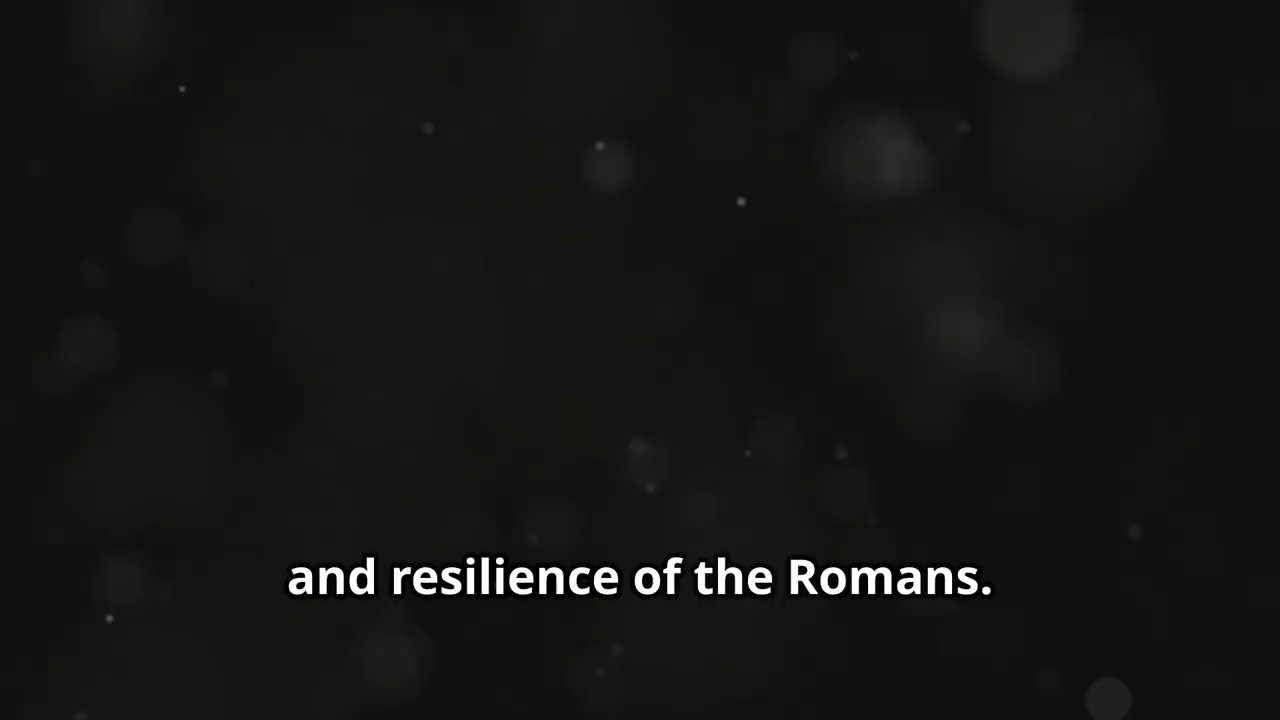 and resilience of the Romans.